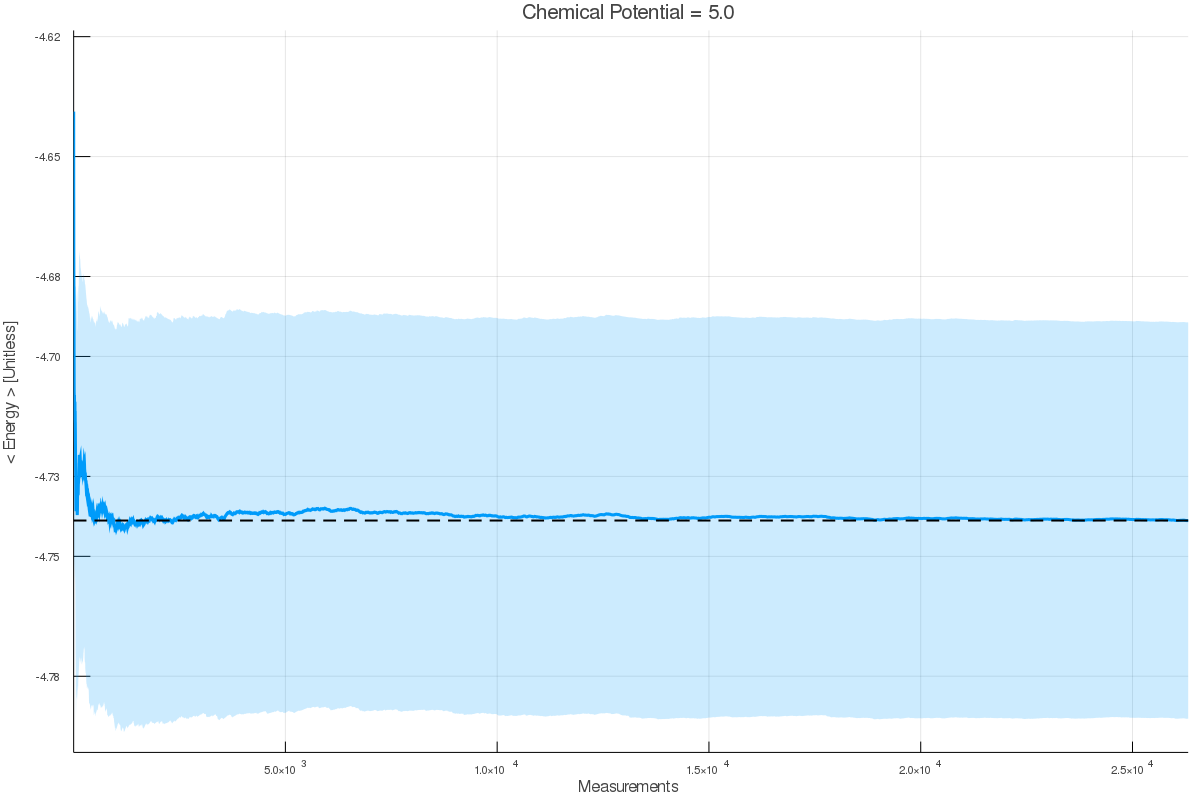 Chemical Potential = 5.0
-4.62
-4.65
-4.68
-4.70
-4.73
-4.75
-4.78
< Energy > [Unitless]
5.0×10 3 1.0×10 4 1.5×10 4 2.0×10 4 2.5×10 4
Measurements